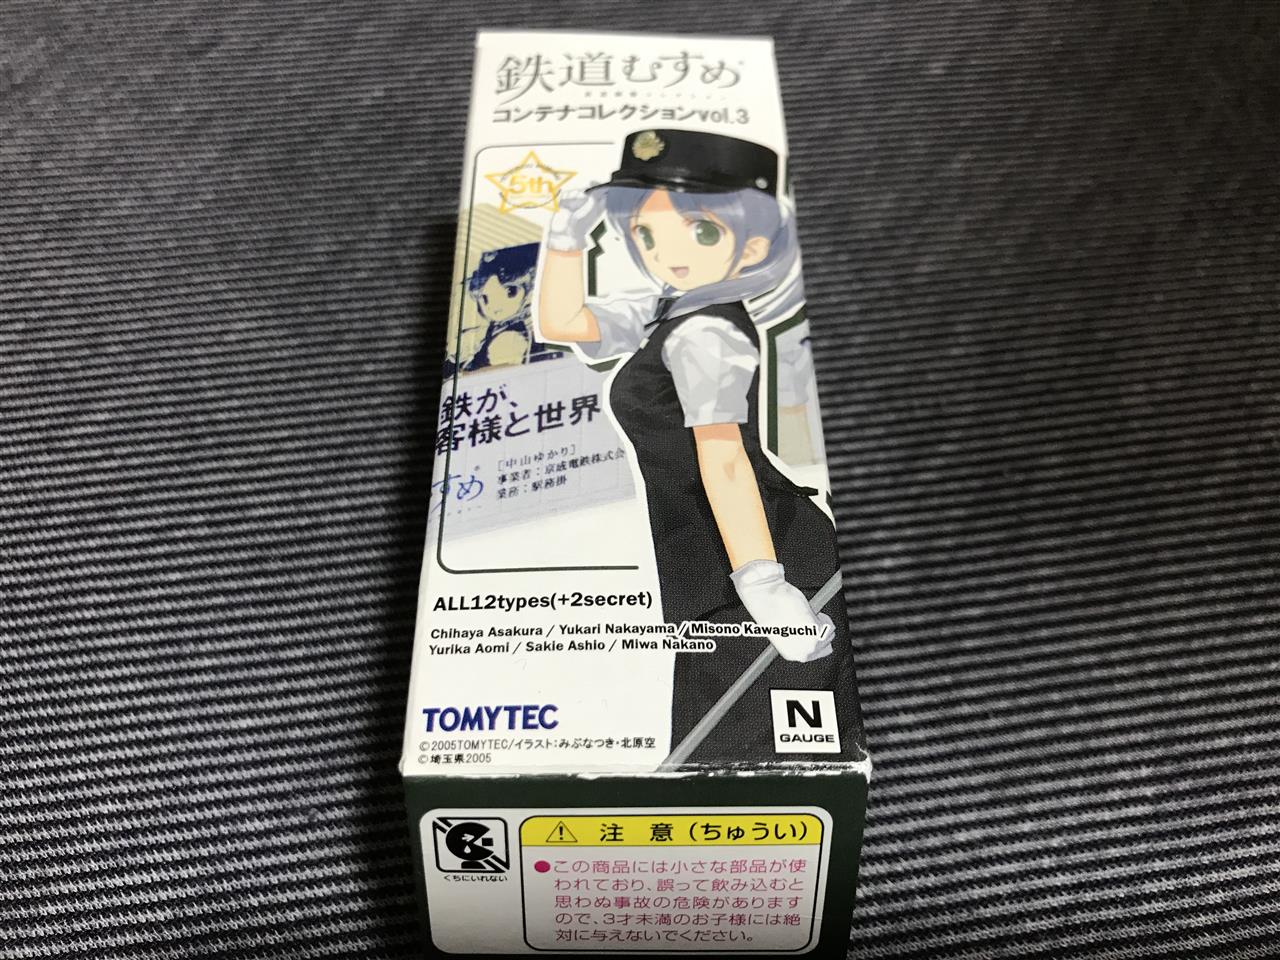 鉄道むすめ
コンテナコレクションvol.3
5th
鉄が、
客様と世界
すめ
[中山ゆかり]
事業者：京成電鉄株式会
業務：駅務掛
ALL12types(+2secret)
Chihaya Asakura / Yukari Nakayama / Misono Kawaguchi /
Yurika Aomi / Sakie Ashio / Miwa Nakano
TOMYTEC
N
GAUGE
©2005TOMYTEC/イラスト：みぶなつき・北原空
©埼玉県2005
くちにいれない
注 意（ちゅうい）
●この商品には小さな部品が使
われており、誤って飲み込むと
思わぬ事故の危険があります
ので、3才未満のお子様には絶
対に与えないでください。